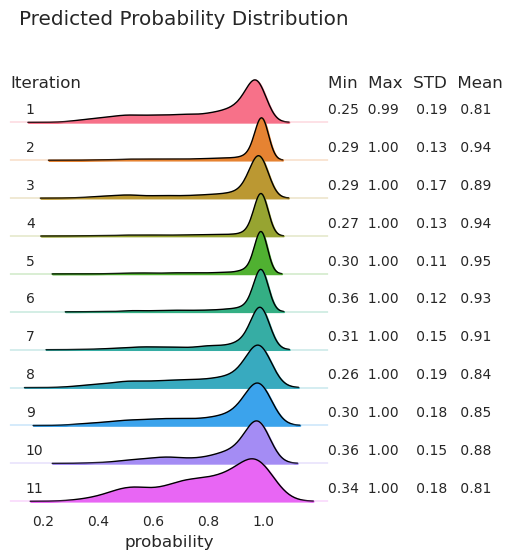 Predicted Probability Distribution
Iteration Min Max STD Mean
1 0.25 0.99 0.19 0.81
2 0.29 1.00 0.13 0.94
3 0.29 1.00 0.17 0.89
4 0.27 1.00 0.13 0.94
5 0.30 1.00 0.11 0.95
6 0.36 1.00 0.12 0.93
7 0.31 1.00 0.15 0.91
8 0.26 1.00 0.19 0.84
9 0.30 1.00 0.18 0.85
10 0.36 1.00 0.15 0.88
11 0.34 1.00 0.18 0.81
0.2 0.4 0.6 0.8 1.0
probability